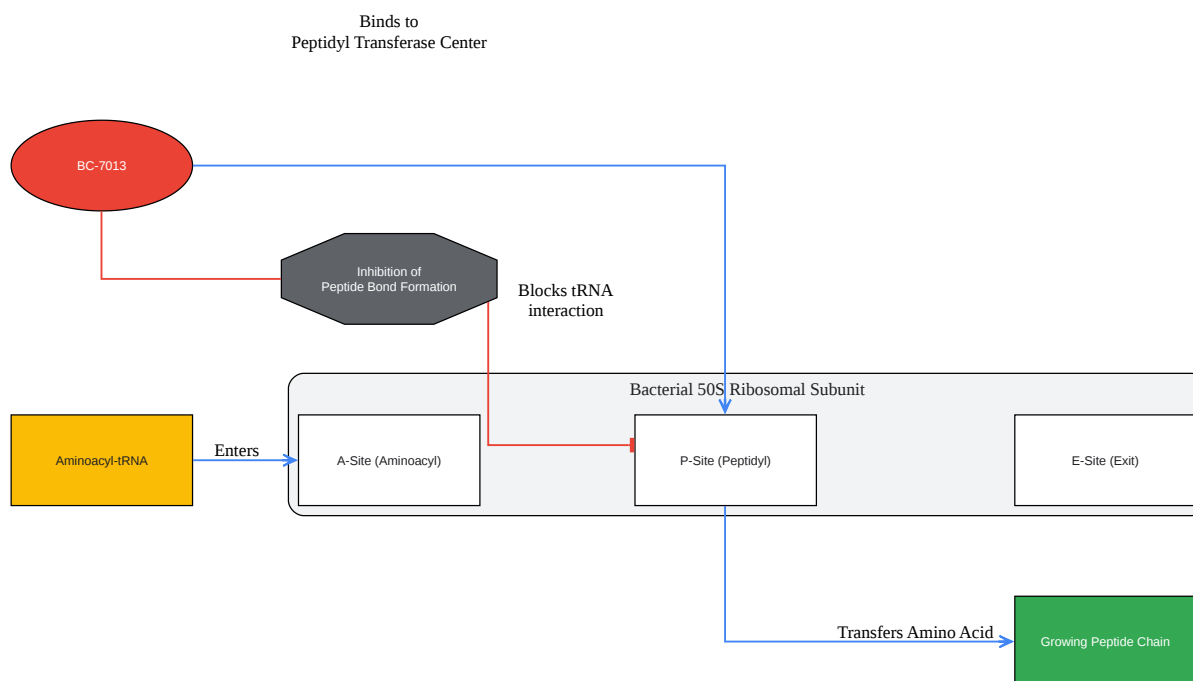 Binds to
Peptidyl Transferase Center
BC-7013
Inhibition of
Peptide Bond Formation
Blocks tRNA
interaction
Bacterial 50S Ribosomal Subunit
Aminoacyl-tRNA
Enters
A-Site (Aminoacyl)
P-Site (Peptidyl)
E-Site (Exit)
Transfers Amino Acid
Growing Peptide Chain